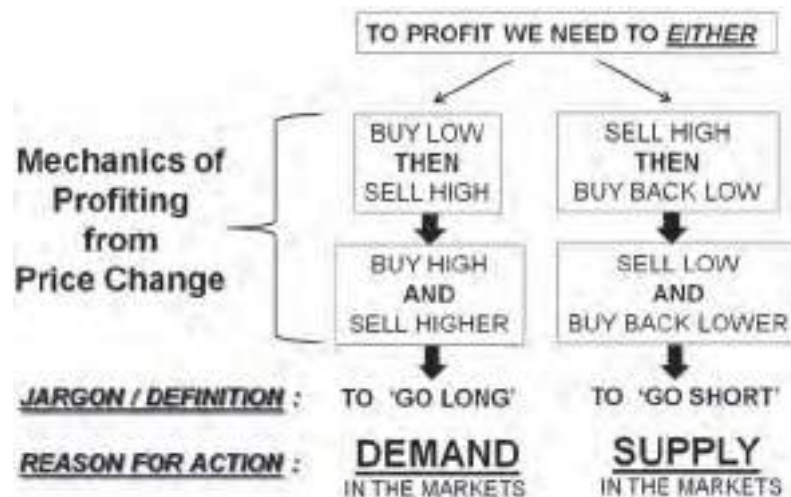 TO PROFIT WE NEED TO EITHER
Mechanics of
Profiting
from
Price Change
BUY LOW
THEN
SELL HIGH
SELL HIGH
THEN
BUY BACK LOW
BUY HIGH
AND
SELL HIGHER
SELL LOW
AND
BUY BACK LOWER
JARGON / DEFINITION :
TO 'GO LONG'
TO 'GO SHORT'
REASON FOR ACTION :
DEMAND
IN THE MARKETS
SUPPLY
IN THE MARKETS